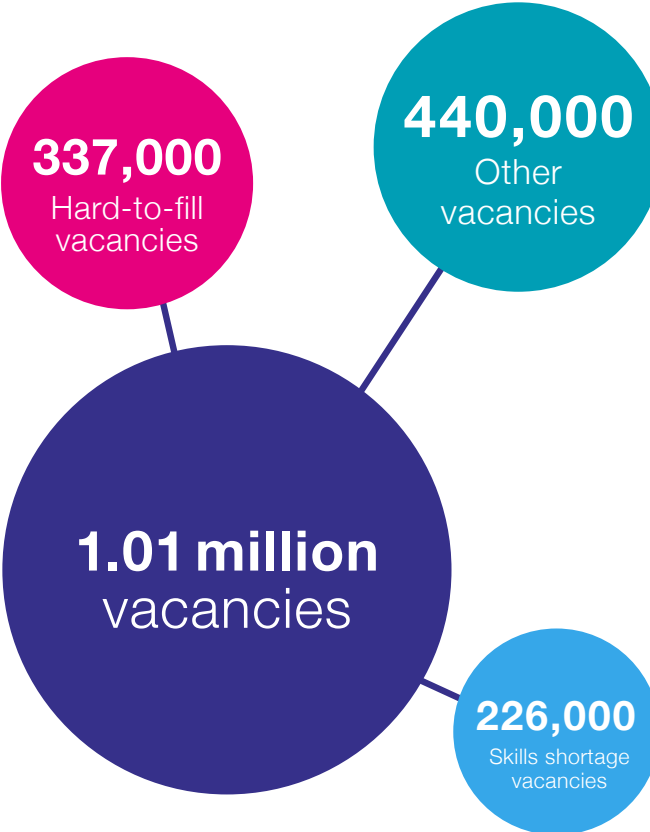 337,000
Hard-to-fill
vacancies
440,000
Other
vacancies
1.01 million
vacancies
226,000
Skills shortage
vacancies